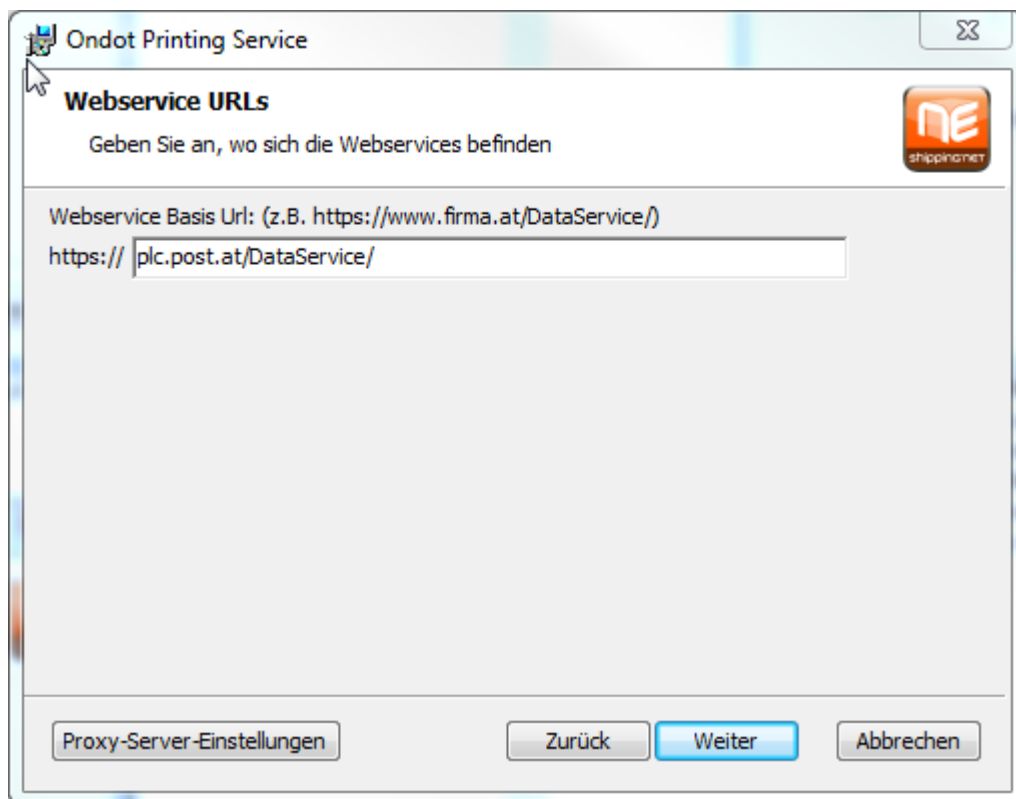 Ondot Printing Service
Webservice URLs
Geben Sie an, wo sich die Webservices befinden
shippingnet
Webservice Basis Url: (z.B. https://www.firma.at/DataService/)
https:// plc.post.at/DataService/
Proxy-Server-Einstellungen Zurück Weiter Abbrechen